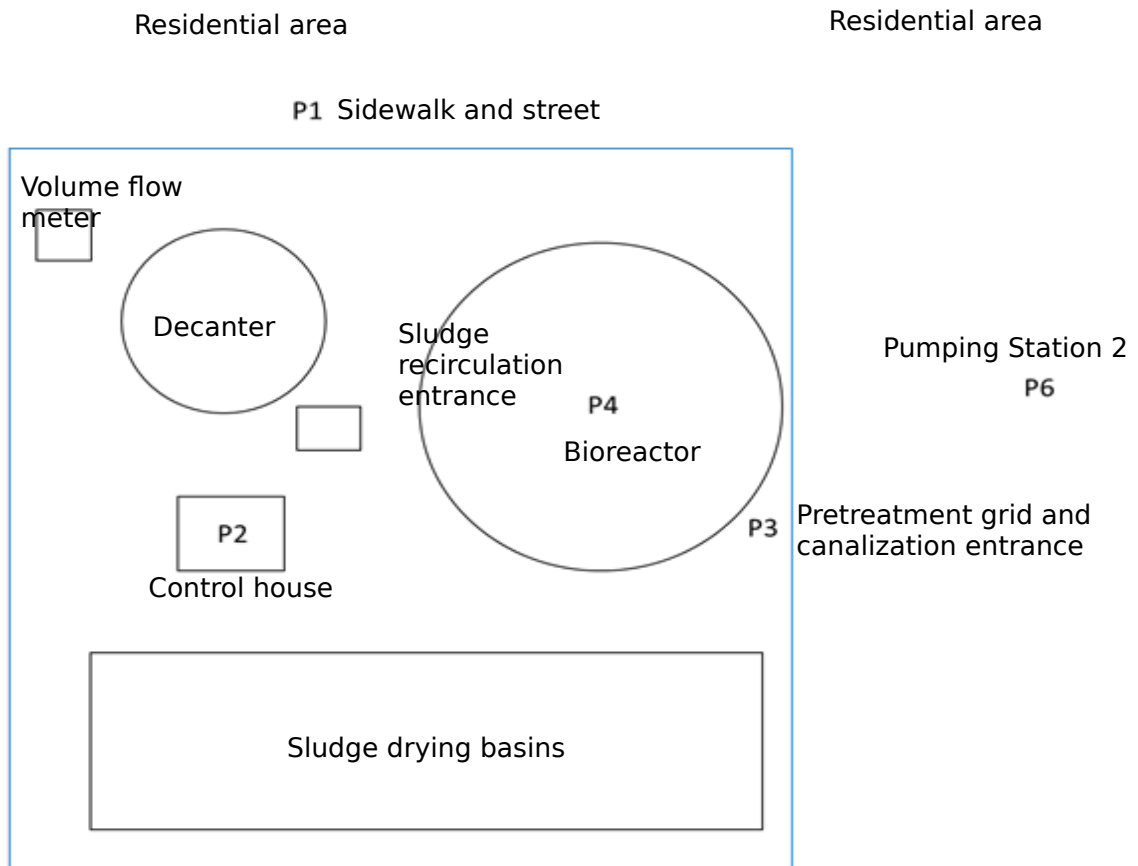 Residential area
Residential area
P1 Sidewalk and street
Volume flow
meter
Decanter
Sludge
recirculation
entrance
P4
Bioreactor
Pumping Station 2
P6
P2
Control house
P3
Pretreatment grid and
canalization entrance
Sludge drying basins